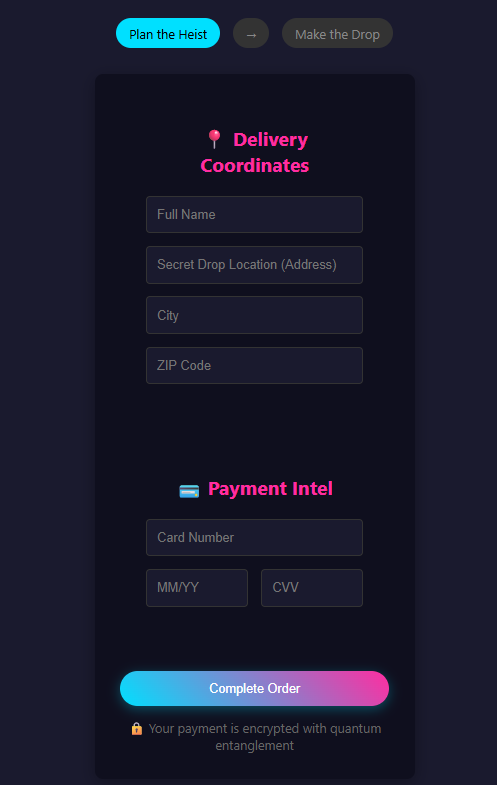 Plan the Heist → Make the Drop
📍 Delivery
Coordinates
Full Name
Secret Drop Location (Address)
City
ZIP Code
💳 Payment Intel
Card Number
MM/YY CVV
Complete Order
🔒 Your payment is encrypted with quantum
entanglement